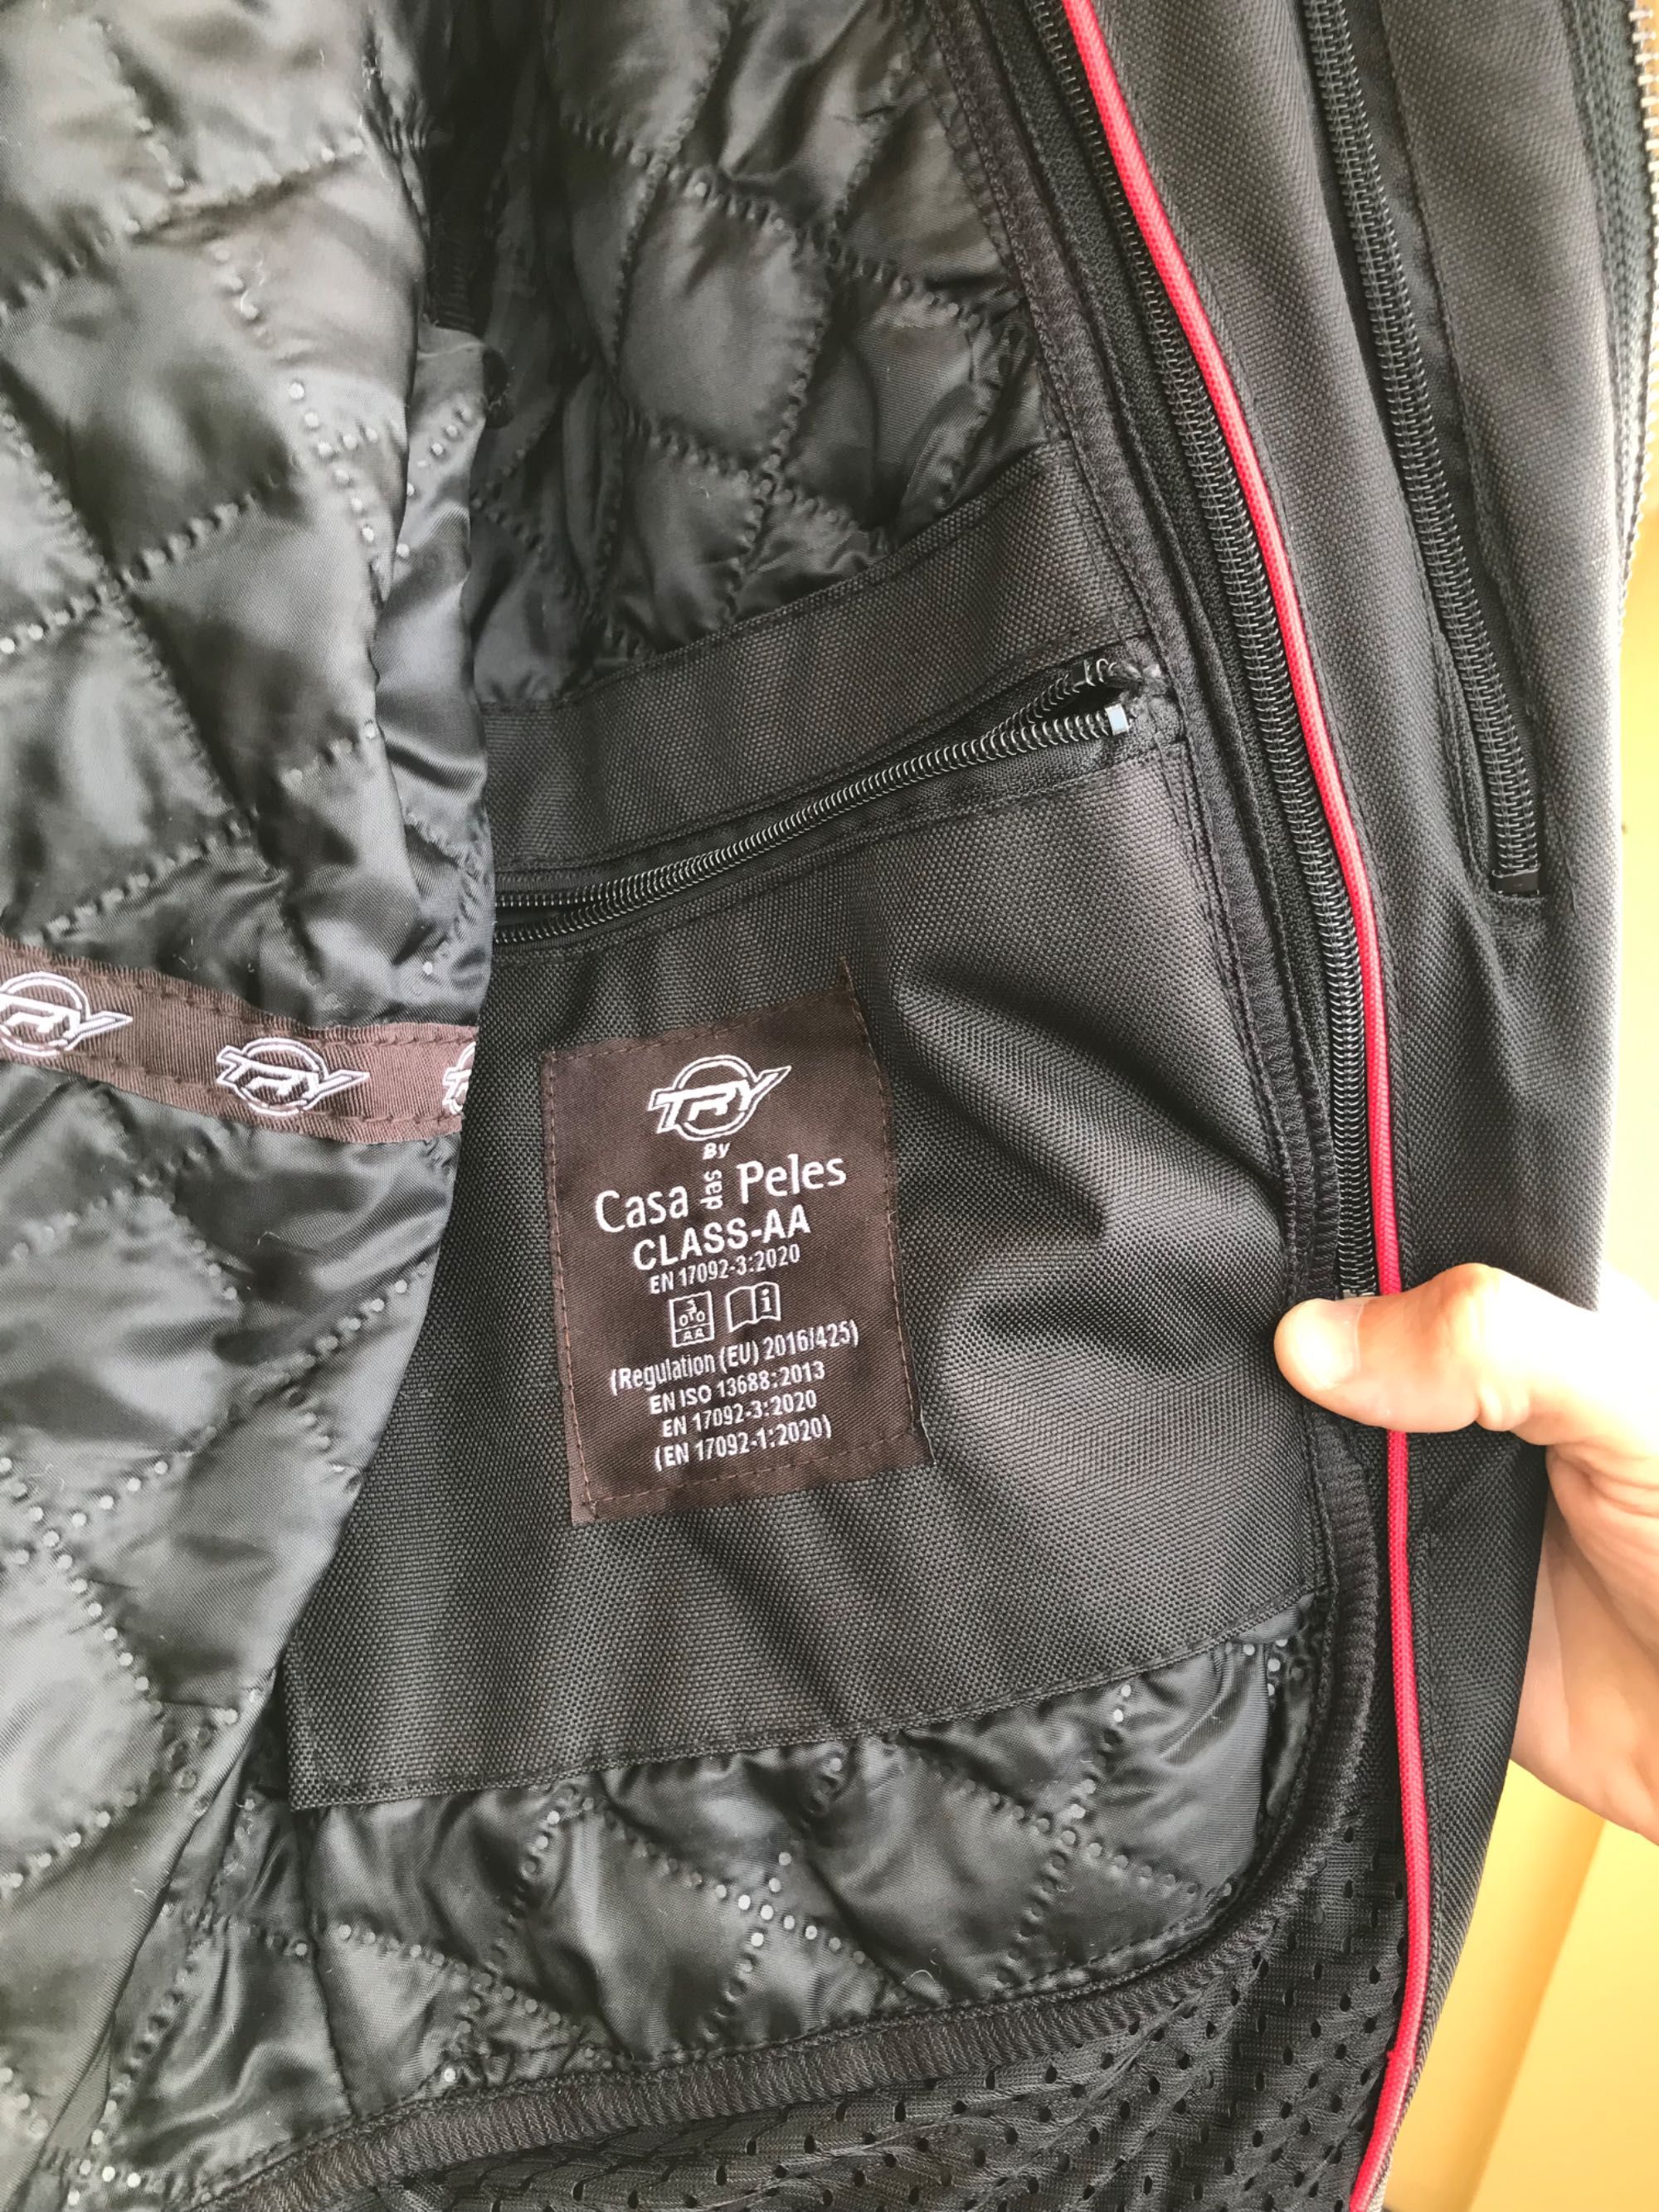 TRY
TRY
TRY
By
Casa das Peles
CLASS-AA
EN 17092-3:2020
AA
i
(Regulation (EU) 2016/425)
EN ISO 13688:2013
EN 17092-3:2020
(EN 17092-1:2020)